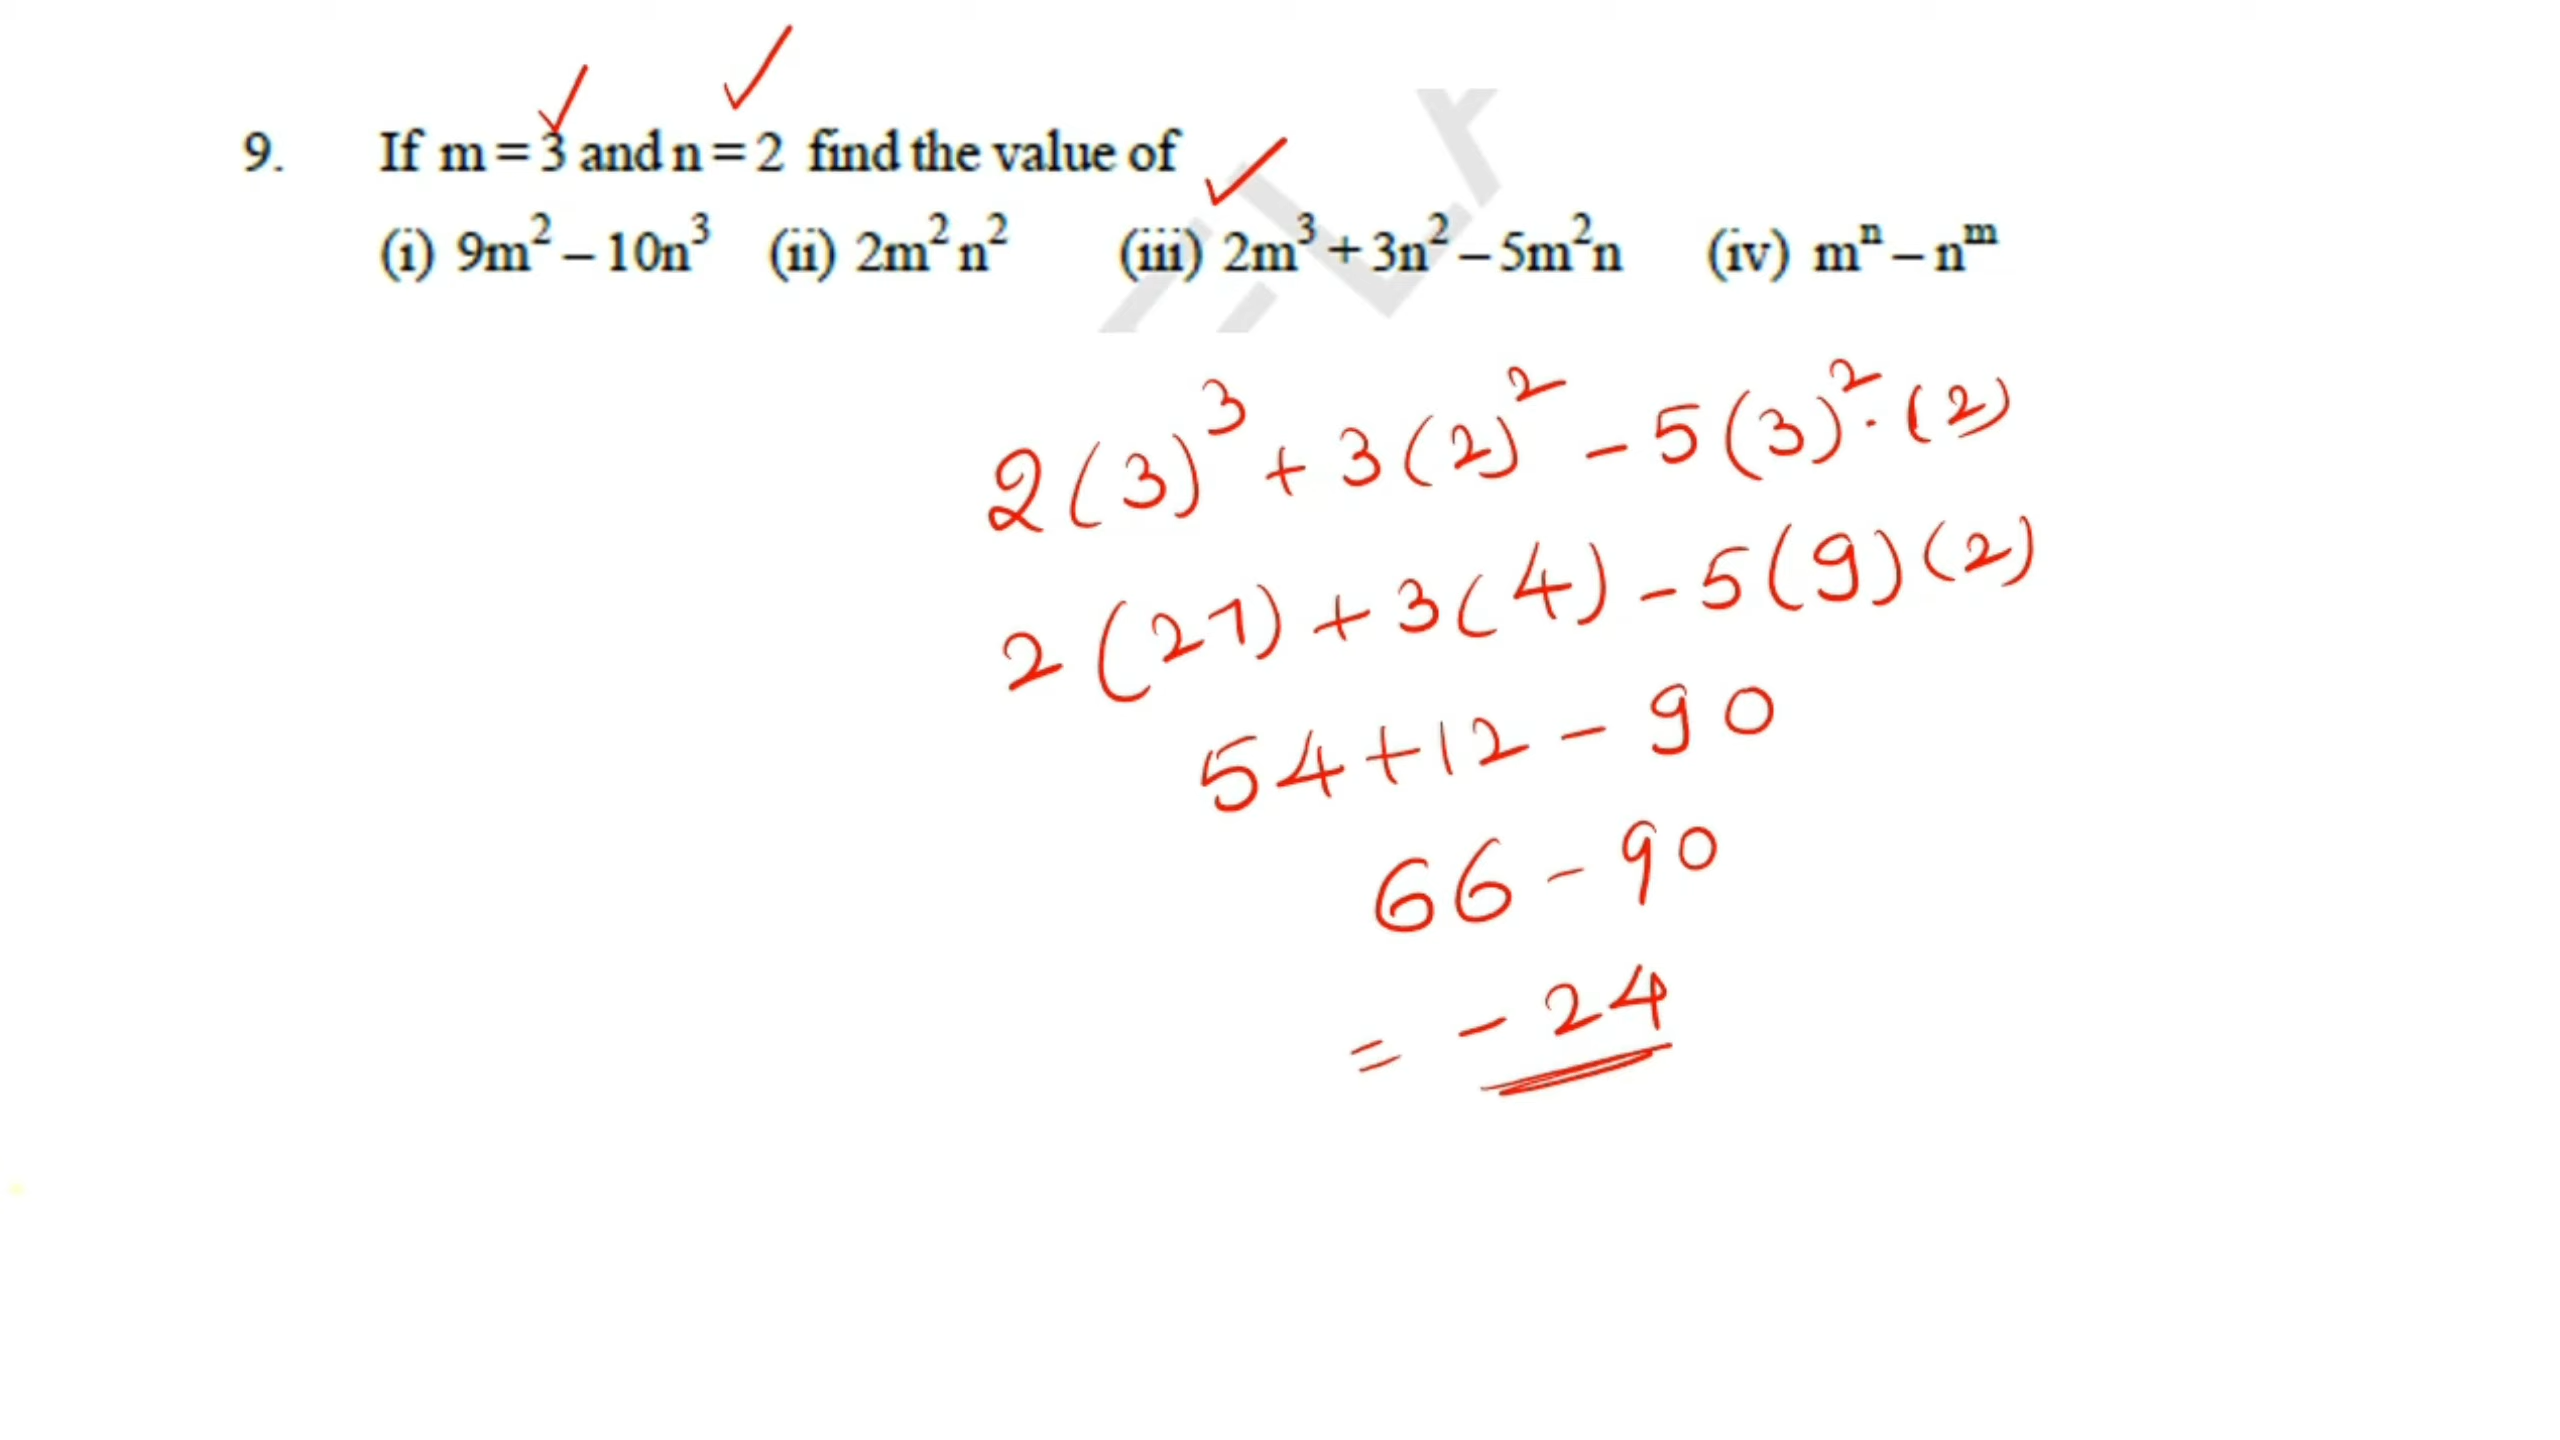 9. If m = 3 and n = 2 find the value of
(i) 9m² – 10n³ (ii) 2m² n² (iii) 2m³ + 3n² – 5m²n (iv) mⁿ – nᵐ
2(3)³ + 3(2)² - 5(3)² · (2)
2(27) + 3(4) - 5(9)(2)
54 + 12 - 90
66 - 90
= - 24